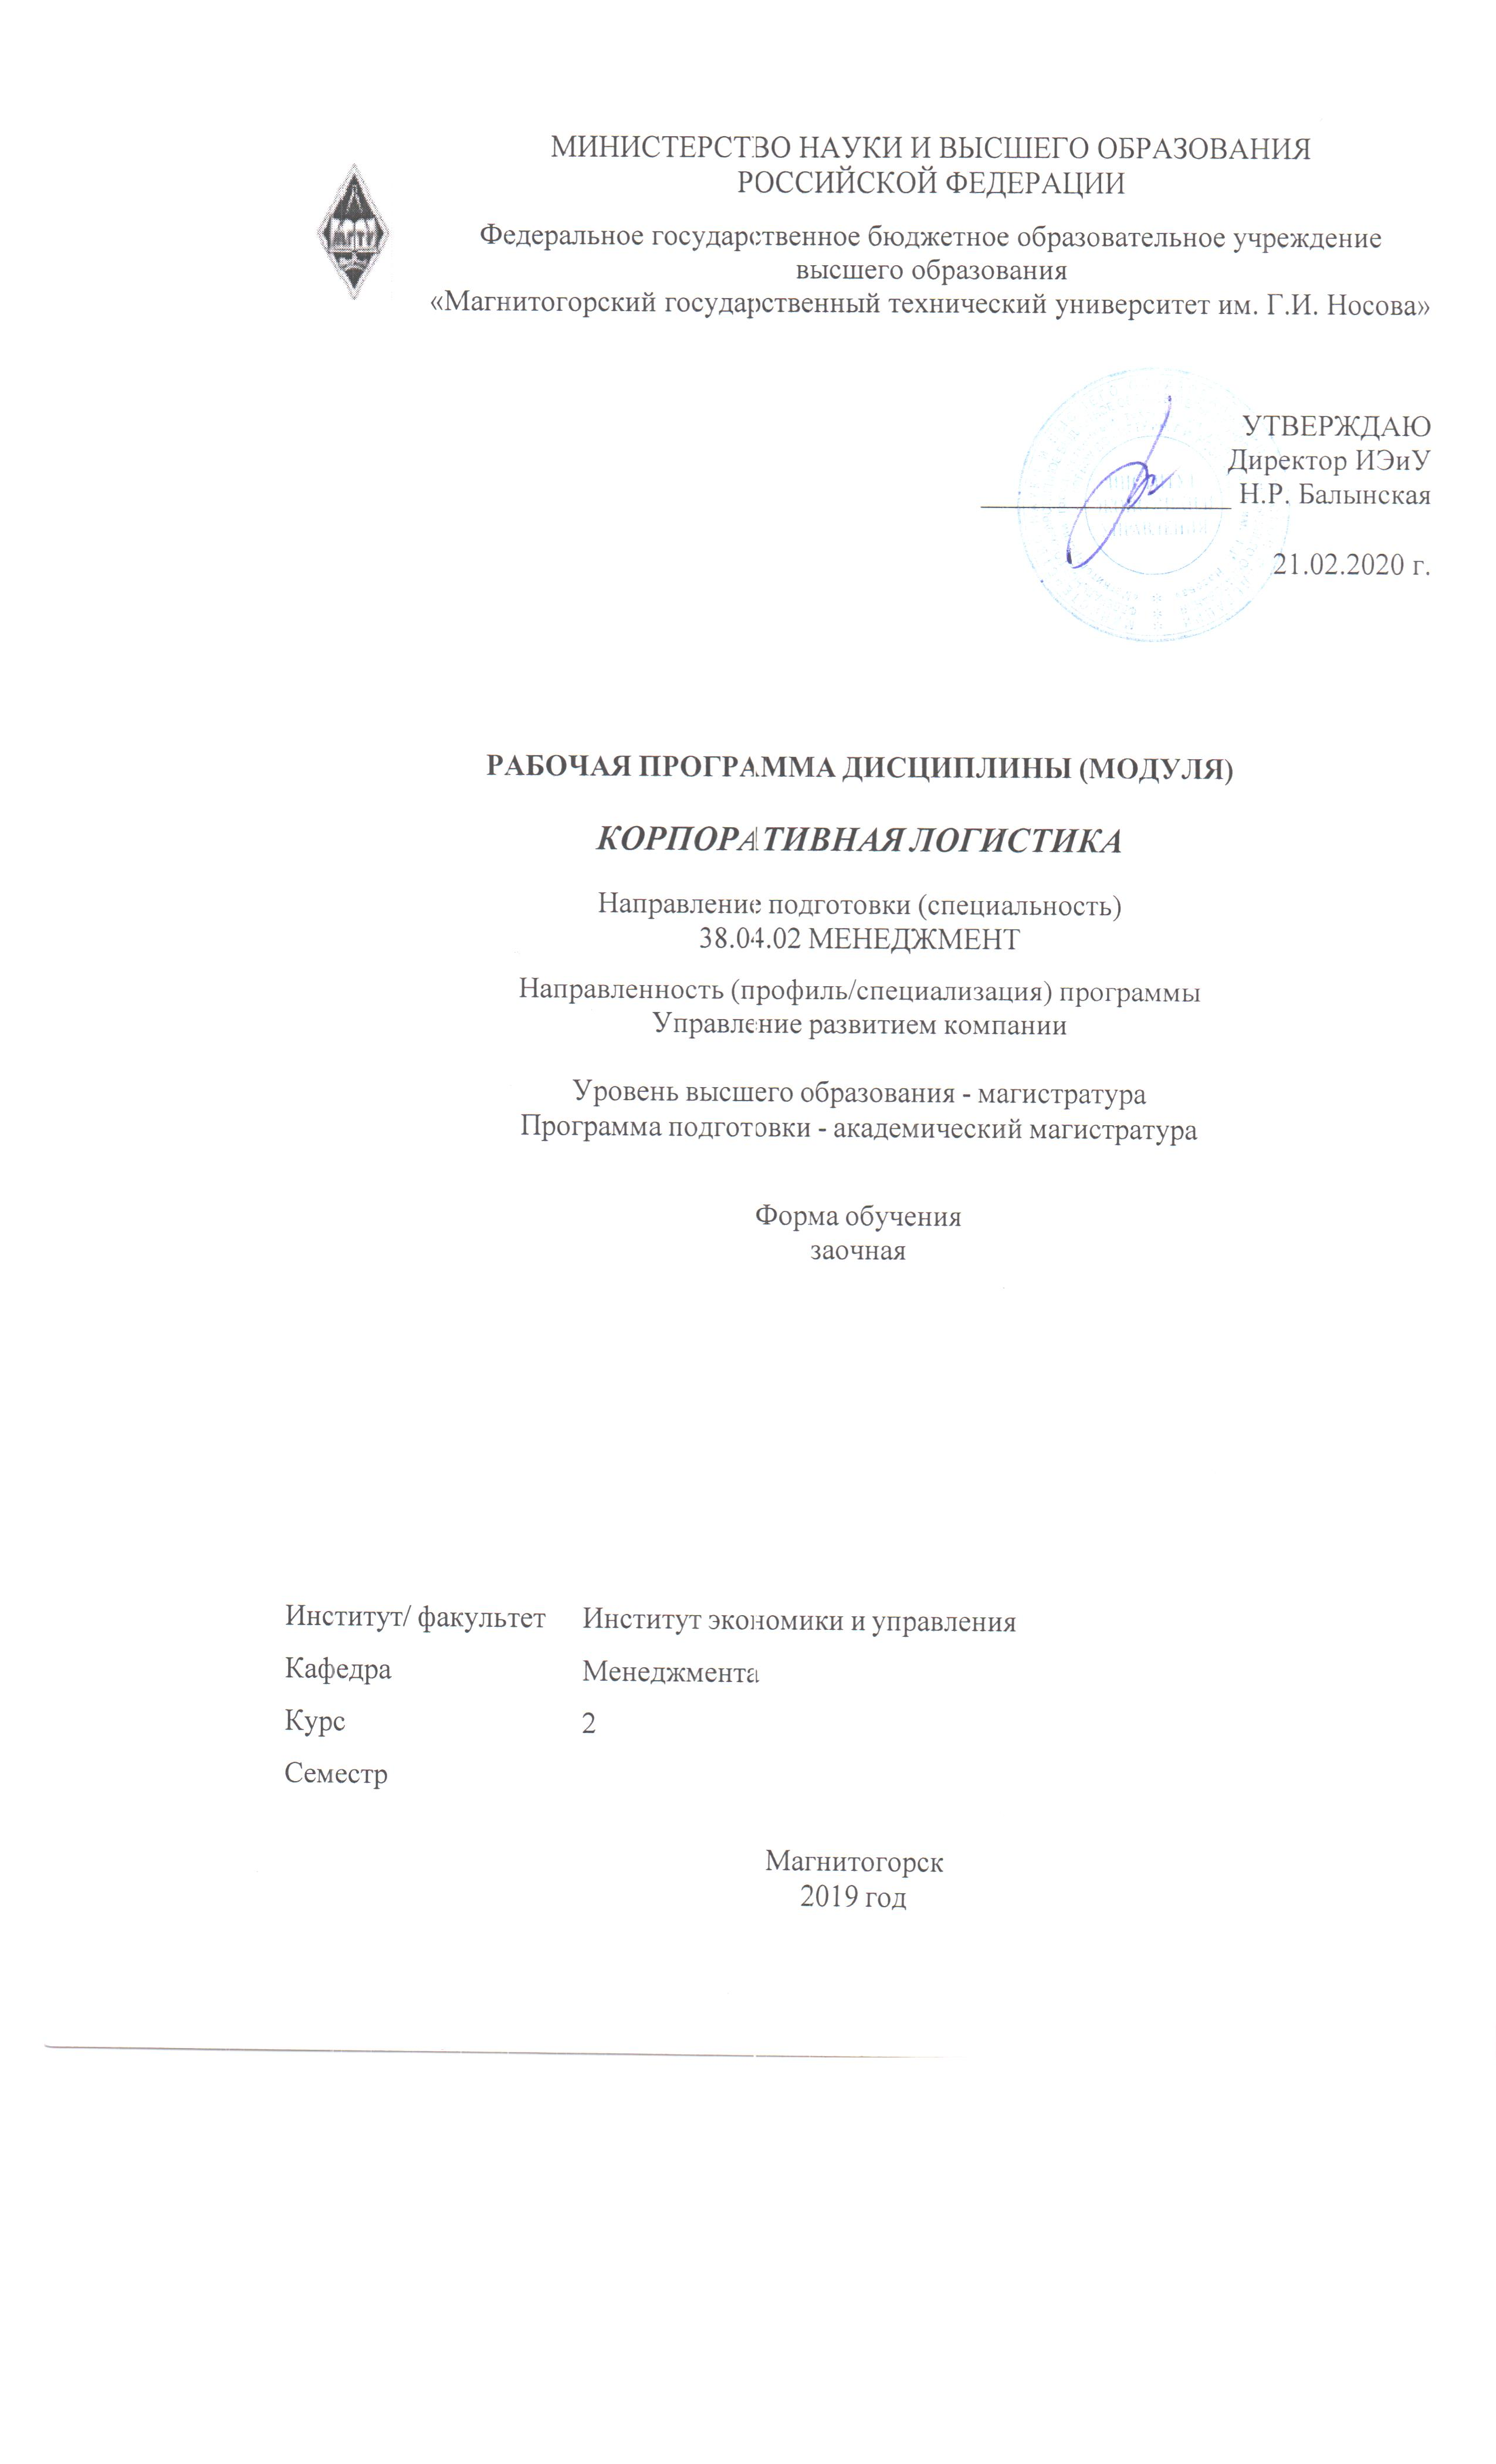 МИНИСТЕРСТВО НАУКИ И ВЫСШЕГО ОБРАЗОВАНИЯ
РОССИЙСКОЙ ФЕДЕРАЦИИ
Федеральное государственное бюджетное образовательное учреждение
высшего образования
«Магнитогорский государственный технический университет им. Г.И. Носова»
МГТУ
УТВЕРЖДАЮ
Директор ИЭиУ
Н.Р. Балынская
21.02.2020 г.
РАБОЧАЯ ПРОГРАММА ДИСЦИПЛИНЫ (МОДУЛЯ)
КОРПОРАТИВНАЯ ЛОГИСТИКА
Направление подготовки (специальность)
38.04.02 МЕНЕДЖМЕНТ
Направленность (профиль/специализация) программы
Управление развитием компании
Уровень высшего образования - магистратура
Программа подготовки - академический магистратура
Форма обучения
заочная
Институт/ факультет Институт экономики и управления
Кафедра Менеджмента
Курс 2
Семестр
Магнитогорск
2019 год